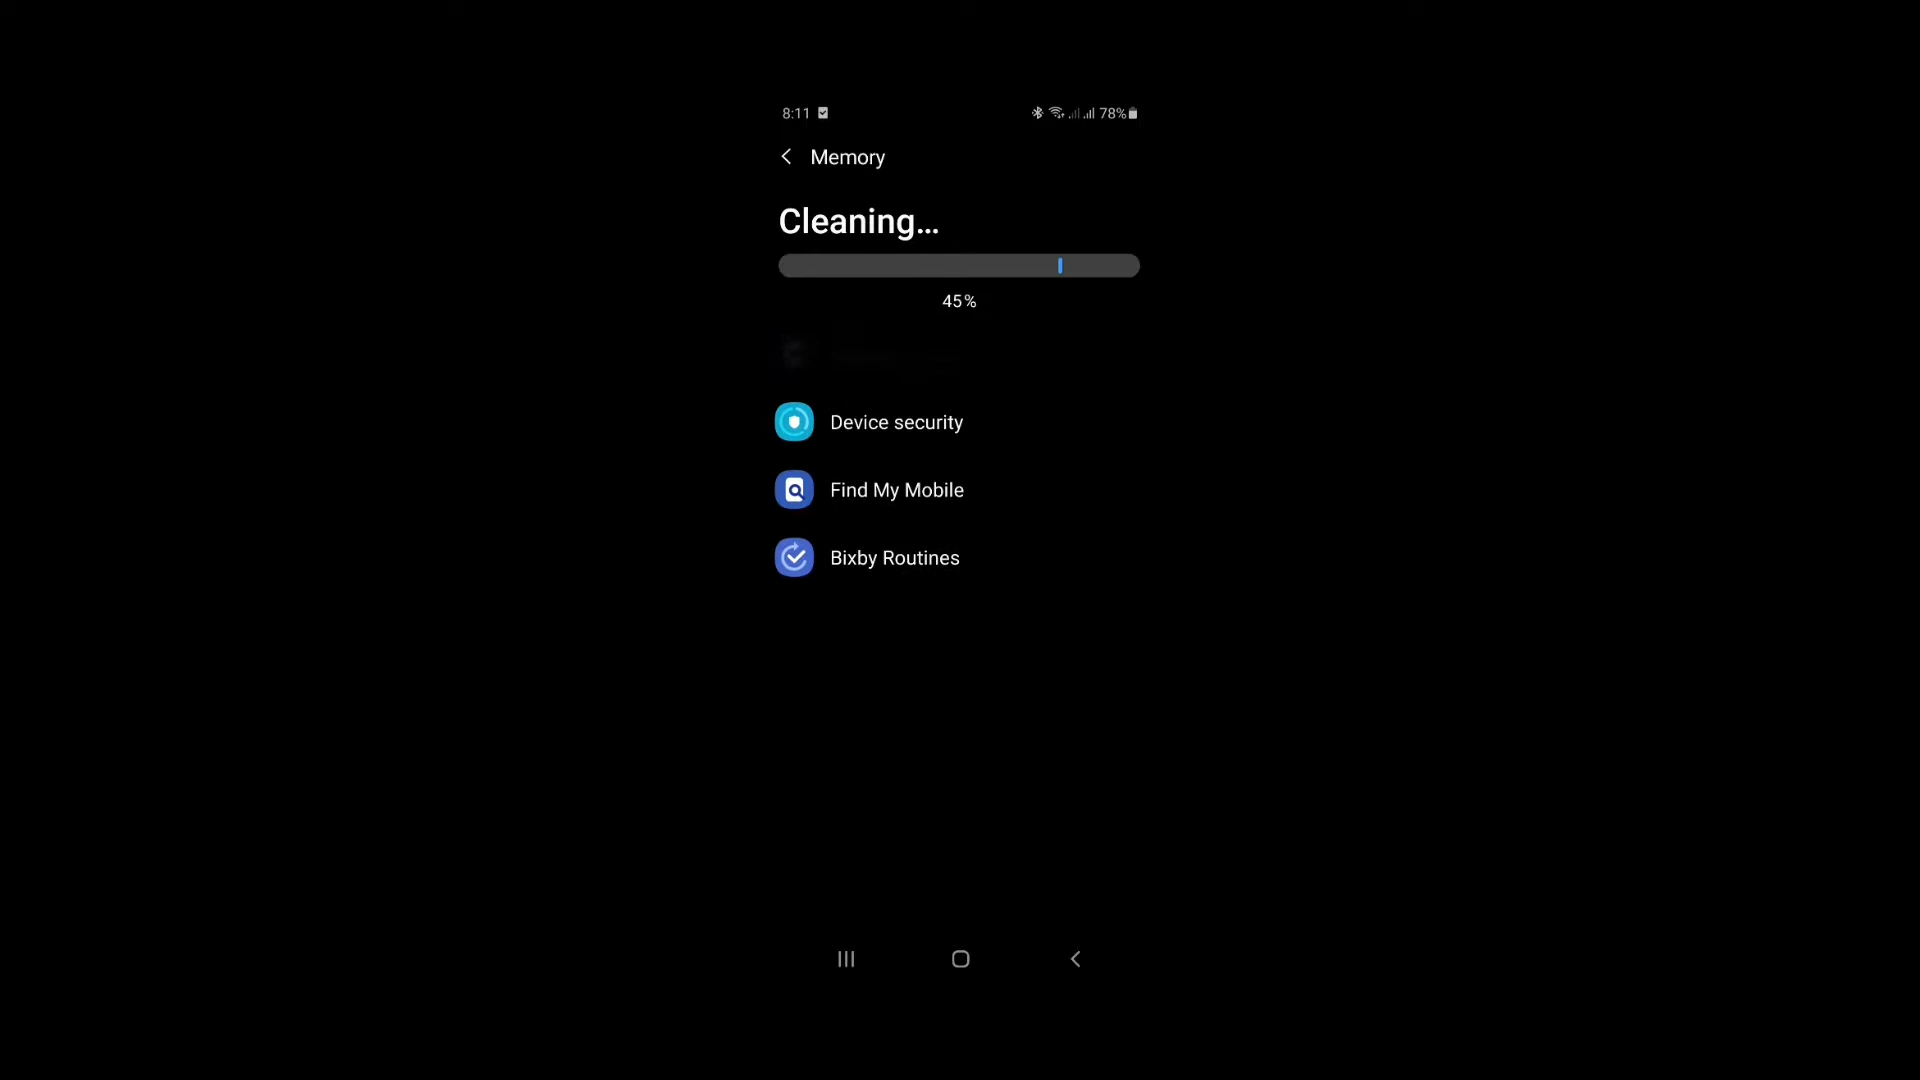 8:11 78%
Memory
Cleaning...
45%
Device security
Find My Mobile
Bixby Routines